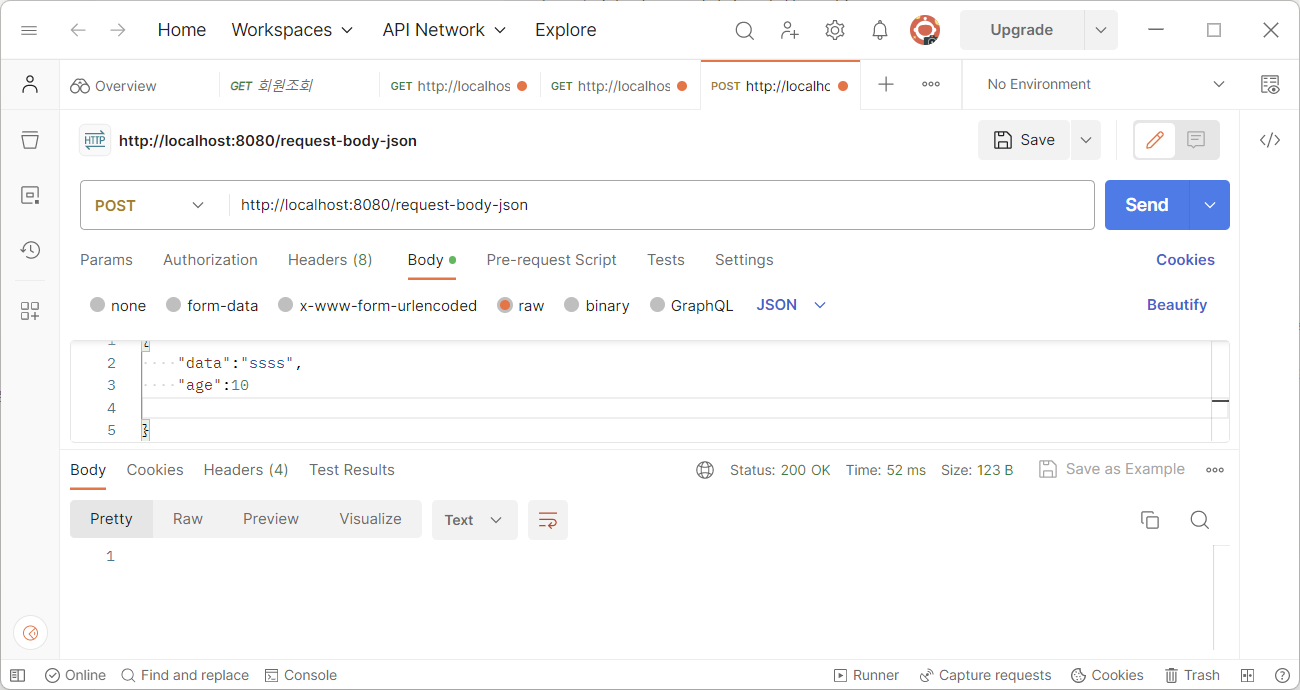 Home Workspaces API Network Explore Upgrade
Overview GET 회원조회 GET http://localhos GET http://localhos POST http://localhc No Environment
HTTP http://localhost:8080/request-body-json Save </>
POST http://localhost:8080/request-body-json Send
Params Authorization Headers (8) Body Pre-request Script Tests Settings Cookies
none form-data x-www-form-urlencoded raw binary GraphQL JSON Beautify
1 {
2 "data":"ssss",
3 "age":10
4
5 }
Body Cookies Headers (4) Test Results Status: 200 OK Time: 52 ms Size: 123 B Save as Example
Pretty Raw Preview Visualize Text
1
Online Find and replace Console Runner Capture requests Cookies Trash